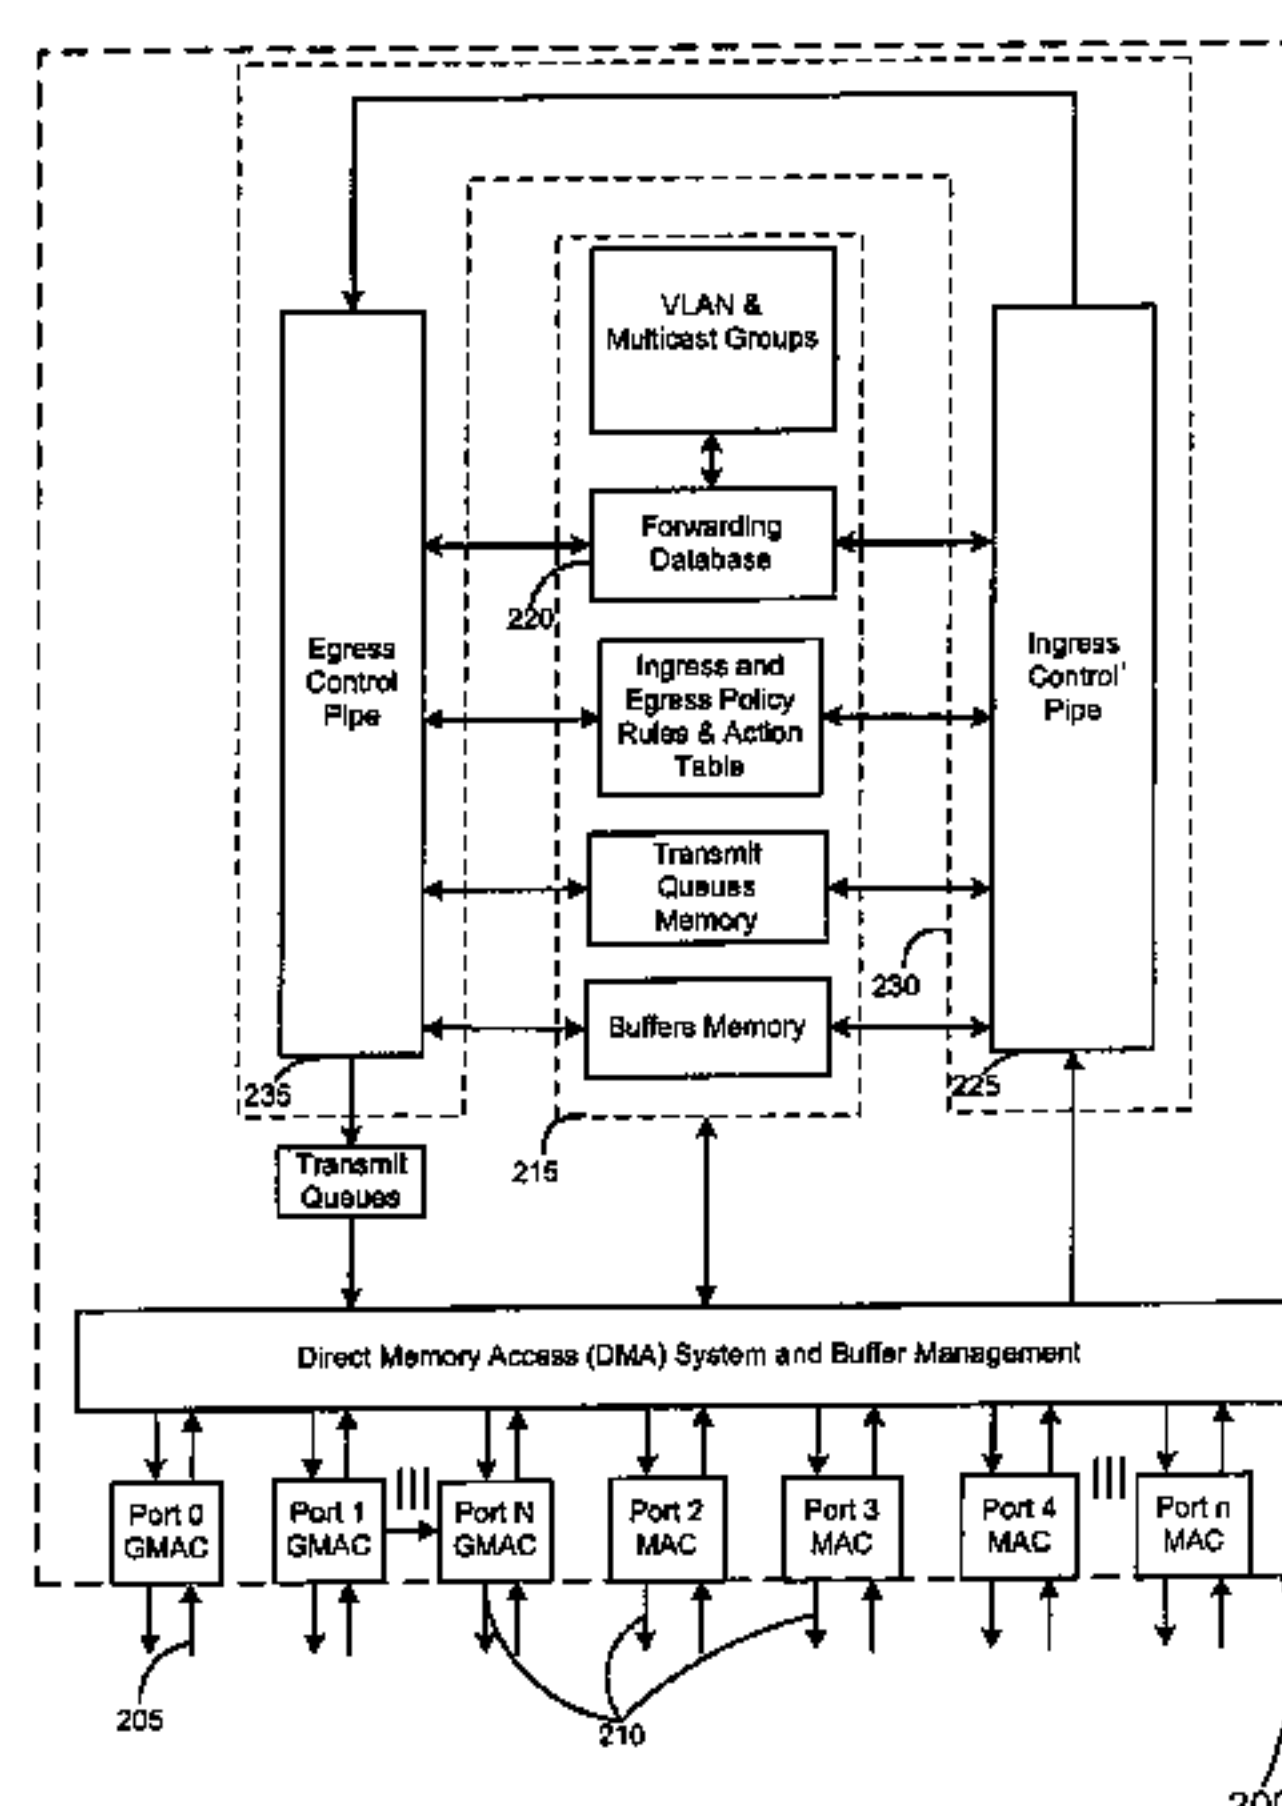 VLAN &
Multicast Groups
Forwarding
Database
220
Egress
Control
Pipe
Ingress and
Egress Policy
Rules & Action
Table
Ingress
Control
Pipe
Transmit
Queues
Memory
230
Buffers Memory
235
225
215
Transmit
Queues
Direct Memory Access (DMA) System and Buffer Management
Port 0
GMAC
Port 1
GMAC
Port N
GMAC
Port 2
MAC
Port 3
MAC
Port 4
MAC
Port n
MAC
205
210